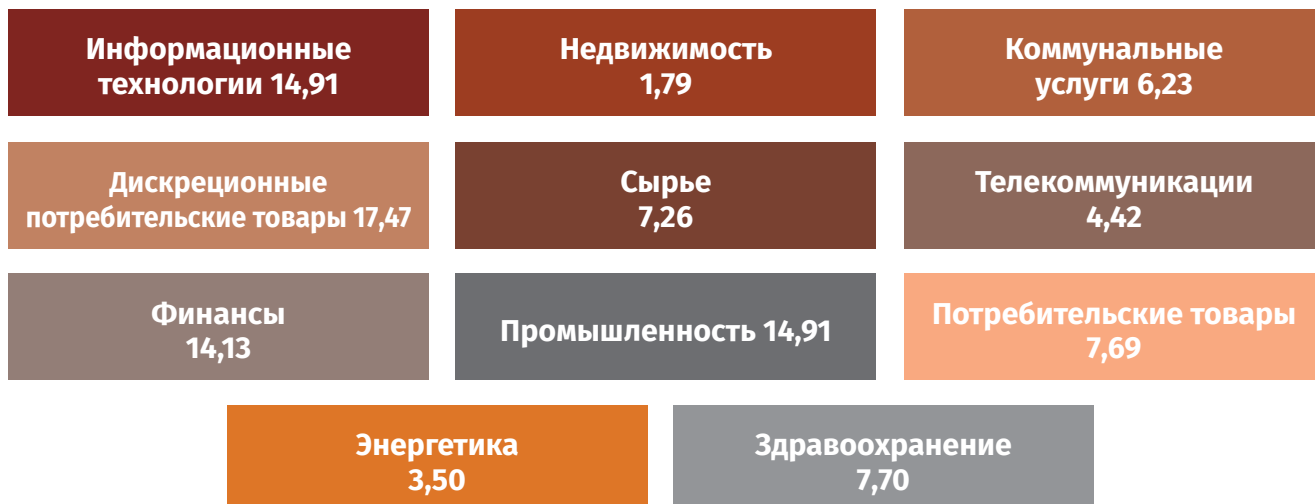 Информационные
технологии 14,91
Недвижимость
1,79
Коммунальные
услуги 6,23
Дискреционные
потребительские товары 17,47
Сырье
7,26
Телекоммуникации
4,42
Финансы
14,13
Промышленность 14,91
Потребительские товары
7,69
Энергетика
3,50
Здравоохранение
7,70